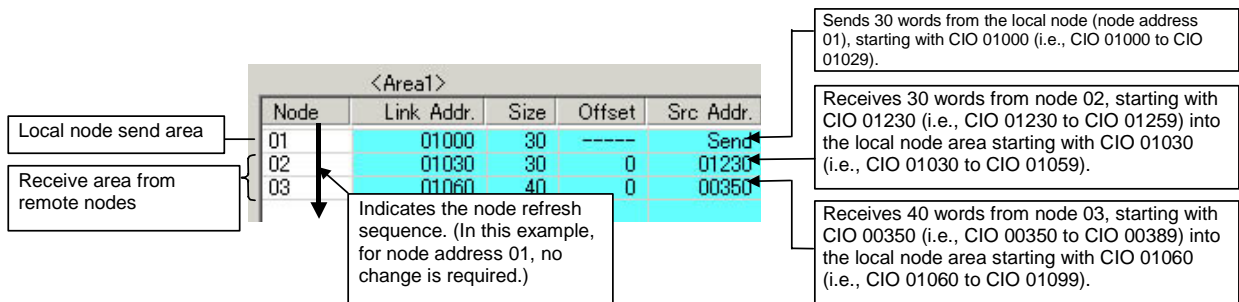 Sends 30 words from the local node (node address
01), starting with CIO 01000 (i.e., CIO 01000 to CIO
01029).
<Area1>
Node Link Addr. Size Offset Src Addr.
01 01000 30 ----- Send
02 01030 30 0 01230
03 01060 40 0 00350
Local node send area
Receive area from
remote nodes
Receives 30 words from node 02, starting with
CIO 01230 (i.e., CIO 01230 to CIO 01259) into
the local node area starting with CIO 01030
(i.e., CIO 01030 to CIO 01059).
Indicates the node refresh
sequence. (In this example,
for node address 01, no
change is required.)
Receives 40 words from node 03, starting with
CIO 00350 (i.e., CIO 00350 to CIO 00389) into
the local node area starting with CIO 01060
(i.e., CIO 01060 to CIO 01099).